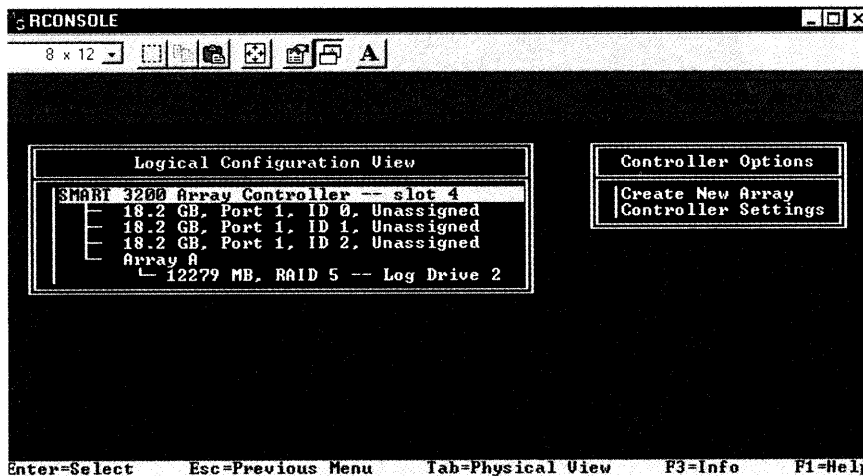 RCONSOLE
8 x 12
A
Logical Configuration View
SMART 3200 Array Controller -- slot 4
18.2 GB, Port 1, ID 0, Unassigned
18.2 GB, Port 1, ID 1, Unassigned
18.2 GB, Port 1, ID 2, Unassigned
Array A
12279 MB, RAID 5 -- Log Drive 2
Controller Options
Create New Array
Controller Settings
Enter=Select Esc=Previous Menu Tab=Physical View F3=Info F1=Help